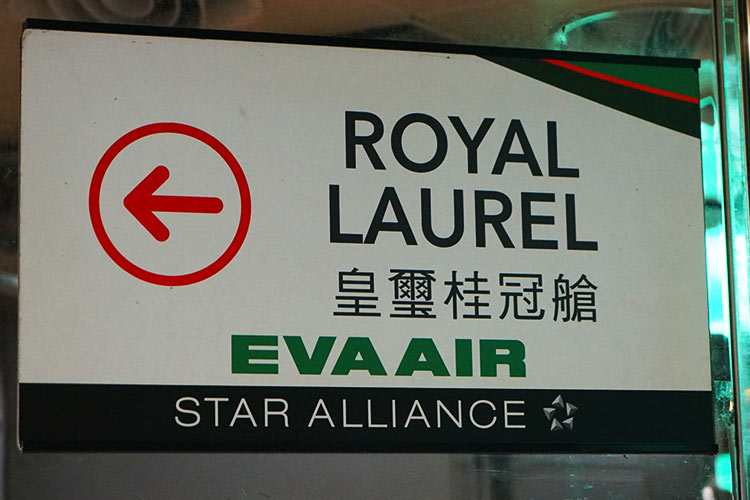 ROYAL
LAUREL
皇璽桂冠艙
EVA AIR
STAR ALLIANCE